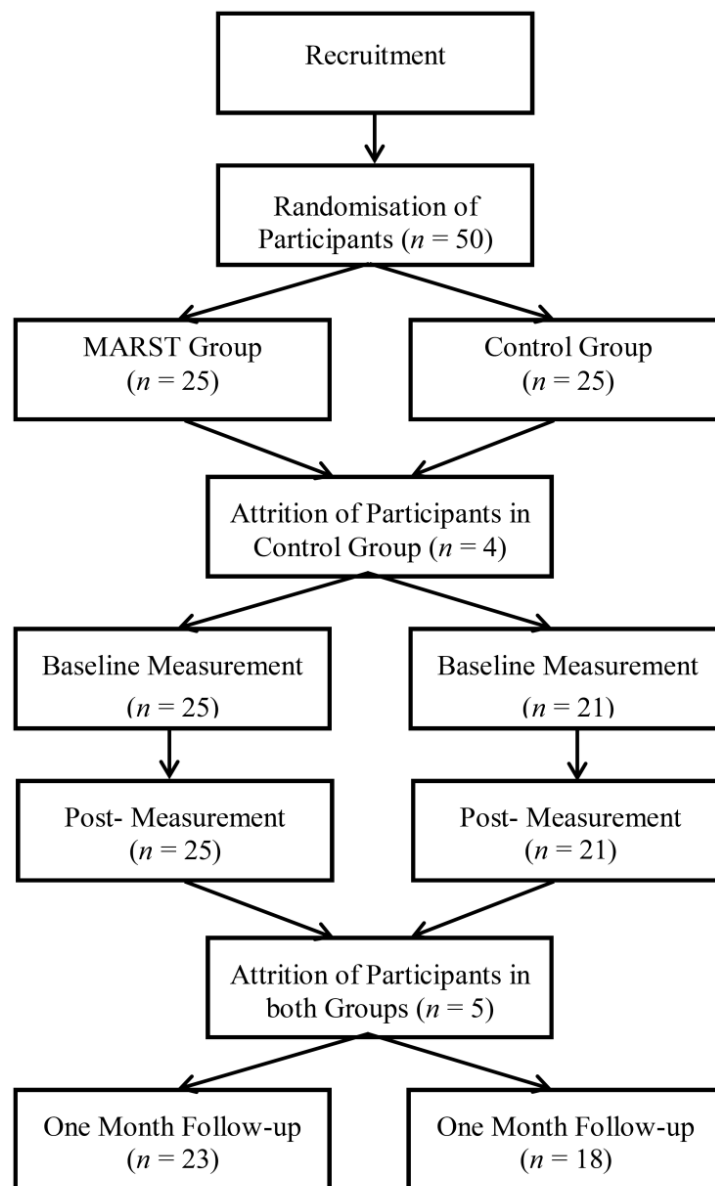 Recruitment
Randomisation of
Participants (n = 50)
MARST Group
(n = 25)
Control Group
(n = 25)
Attrition of Participants in
Control Group (n = 4)
Baseline Measurement
(n = 25)
Baseline Measurement
(n = 21)
Post- Measurement
(n = 25)
Post- Measurement
(n = 21)
Attrition of Participants in
both Groups (n = 5)
One Month Follow-up
(n = 23)
One Month Follow-up
(n = 18)